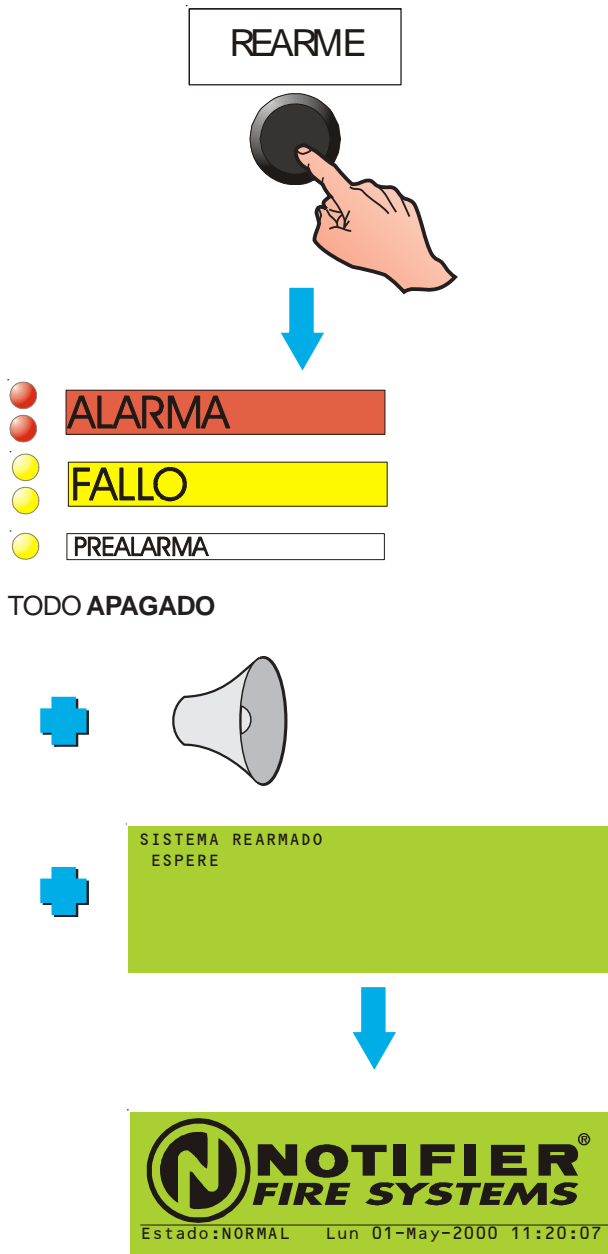 REARME
ALARMA
FALLO
PREALARMA
TODO APAGADO
SISTEMA REARMADO
ESPERE
NOTIFIER®
FIRE SYSTEMS
Estado:NORMAL Lun 01-May-2000 11:20:07